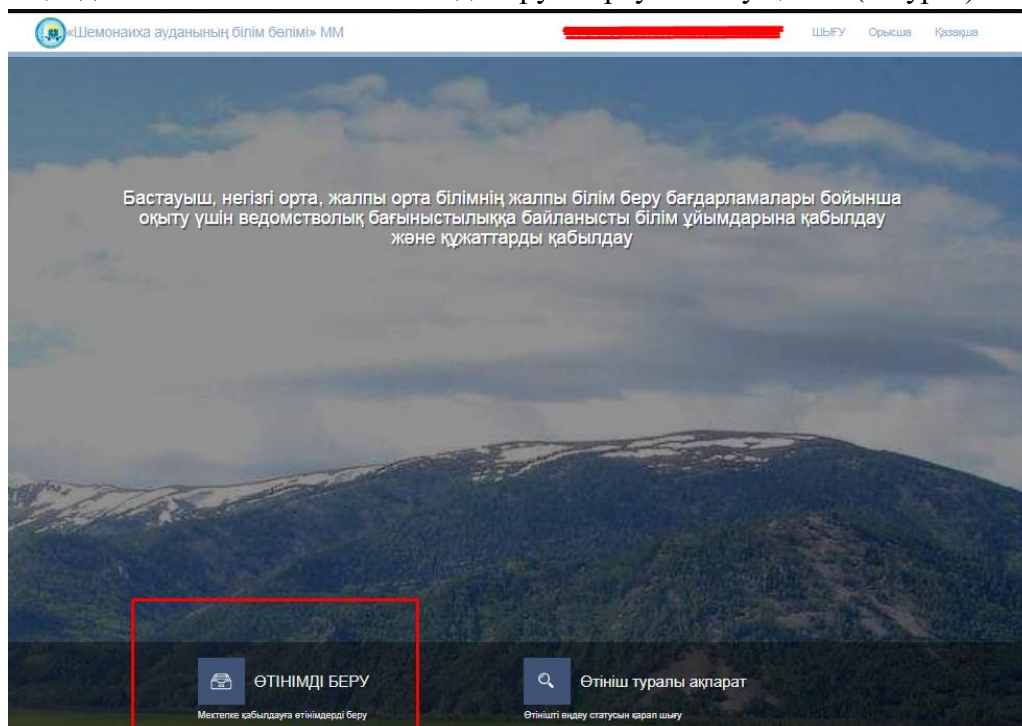 «Шемонаиха ауданының білім бөлімі» ММ
ШЫҒУ Орысша Қазақша
Бастауыш, негізгі орта, жалпы орта білімнің жалпы білім беру бағдарламалары бойынша
оқыту үшін ведомстволық бағыныстылыққа байланысты білім ұйымдарына қабылдау
және құжаттарды қабылдау
ӨТІНІМДІ БЕРУ
Мектепке қабылдауға өтінімдерді беру
Өтініш туралы ақпарат
Өтінішті өңдеу статусын қарап шығу